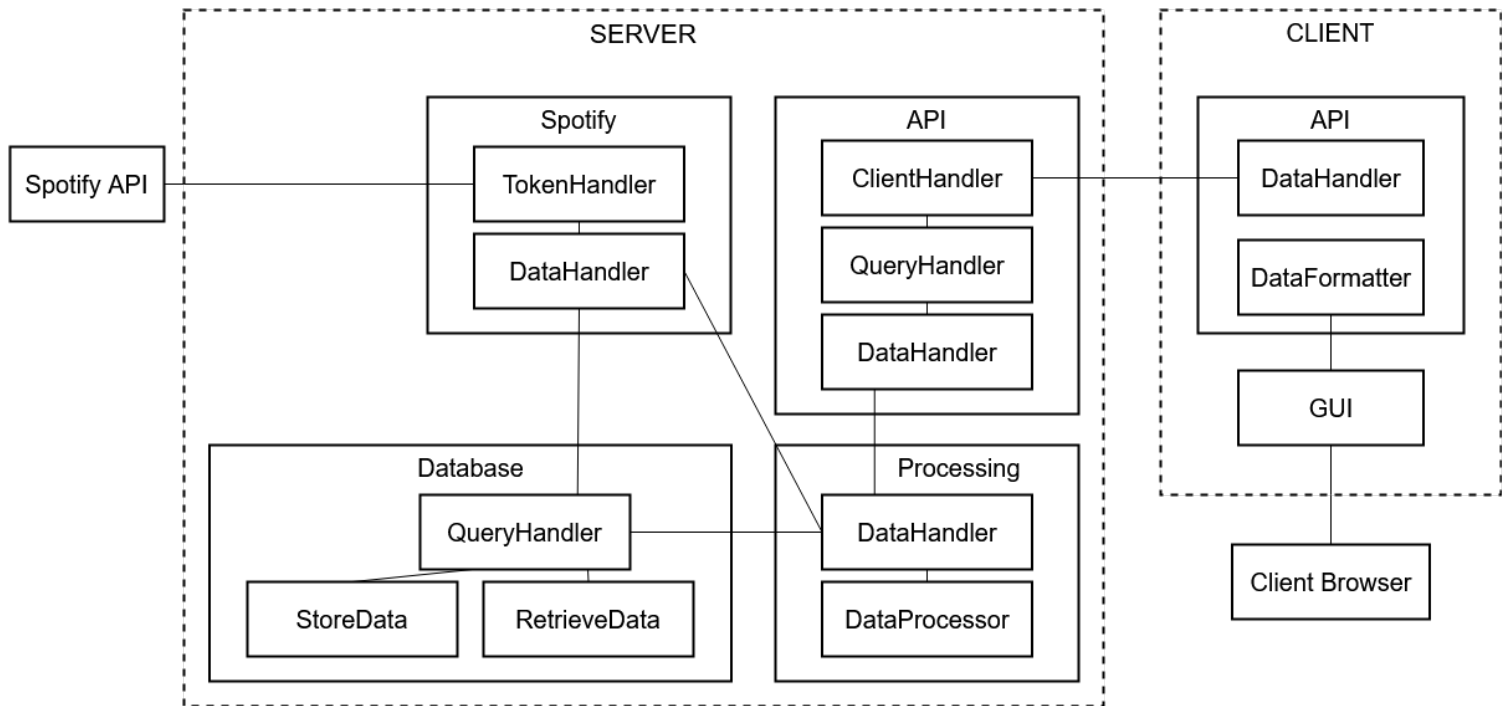 SERVER
CLIENT
Spotify
API
API
Spotify API
TokenHandler
ClientHandler
DataHandler
DataHandler
QueryHandler
DataFormatter
DataHandler
GUI
Database
Processing
QueryHandler
DataHandler
Client Browser
StoreData
RetrieveData
DataProcessor